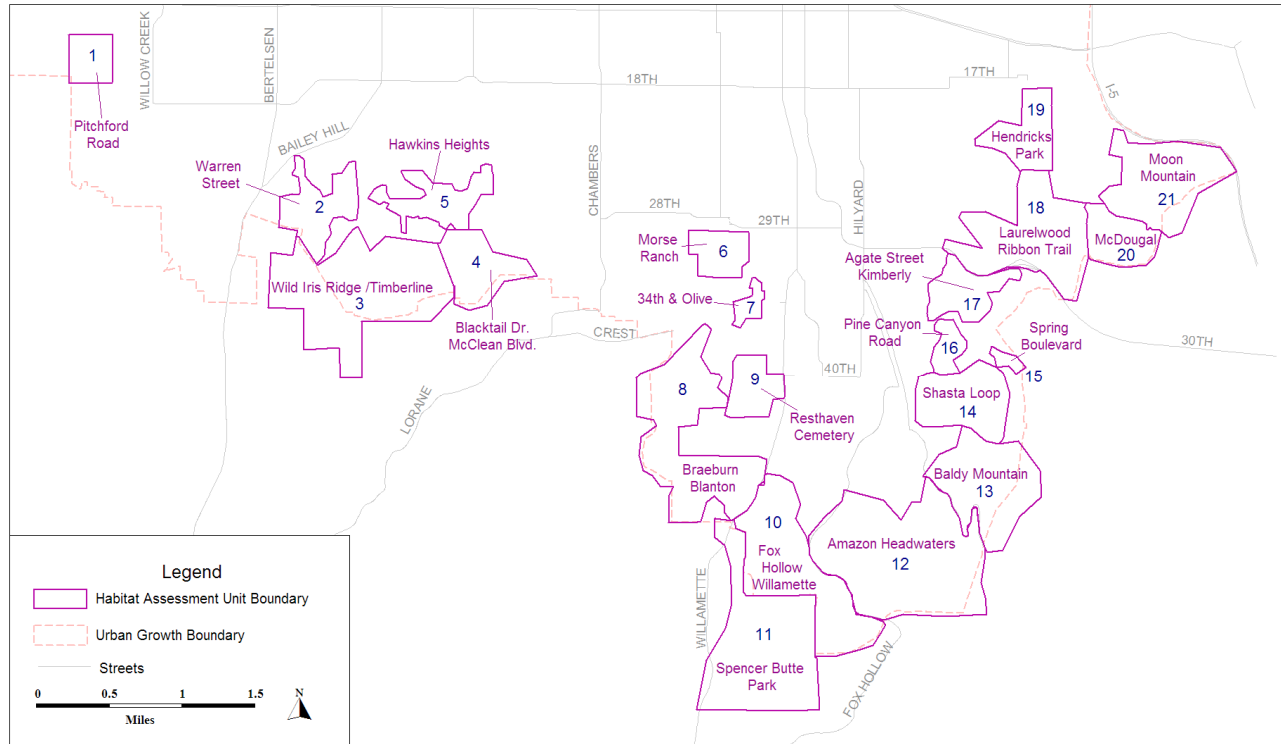 1
Pitchford
Road
WILLOW CREEK
BERTELSEN
BAILEY HILL
18TH
17TH
I-5
CHAMBERS
HILYARD
28TH
29TH
30TH
40TH
CREST
LORANE
WILLAMETTE
FOX HOLLOW
Warren
Street
2
Hawkins Heights
5
Wild Iris Ridge /Timberline
3
4
Blacktail Dr.
McClean Blvd.
Morse
Ranch
6
34th & Olive
7
8
Braeburn
Blanton
9
Resthaven
Cemetery
10
Fox
Hollow
Willamette
11
Spencer Butte
Park
Amazon Headwaters
12
Baldy Mountain
13
Shasta Loop
14
Spring
Boulevard
15
Pine Canyon
Road
16
Agate Street
Kimberly
17
18
Laurelwood
Ribbon Trail
19
Hendricks
Park
McDougal
20
Moon
Mountain
21
Legend
Habitat Assessment Unit Boundary
Urban Growth Boundary
Streets
0 0.5 1 1.5
Miles
N